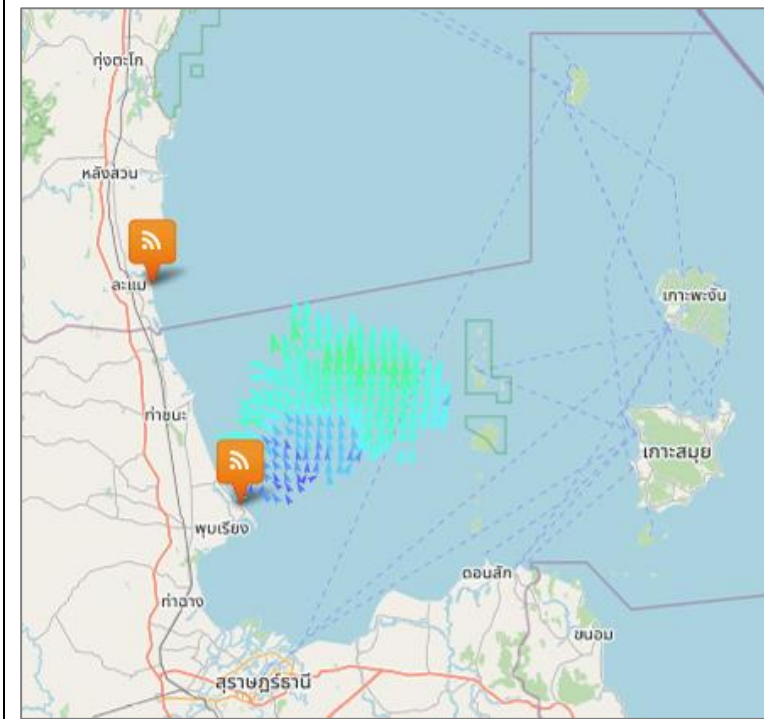 ทุ่งตะโก
หลังสวน
ละแม
เกาะพะงัน
ท่าชนะ
เกาะสมุย
พุมเรียง
ดอนสัก
ท่าฉาง
ขนอม
สุราษฎร์ธานี